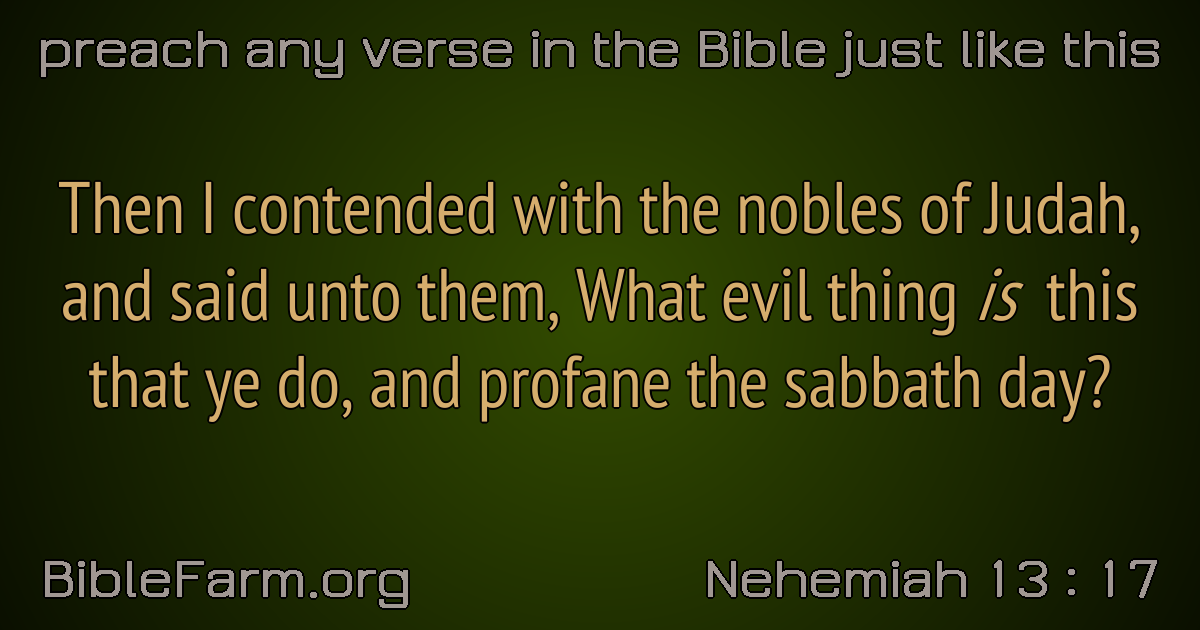 preach any verse in the Bible just like this
Then I contended with the nobles of Judah,
and said unto them, What evil thing is this
that ye do, and profane the sabbath day?
BibleFarm.org
Nehemiah 13 : 17